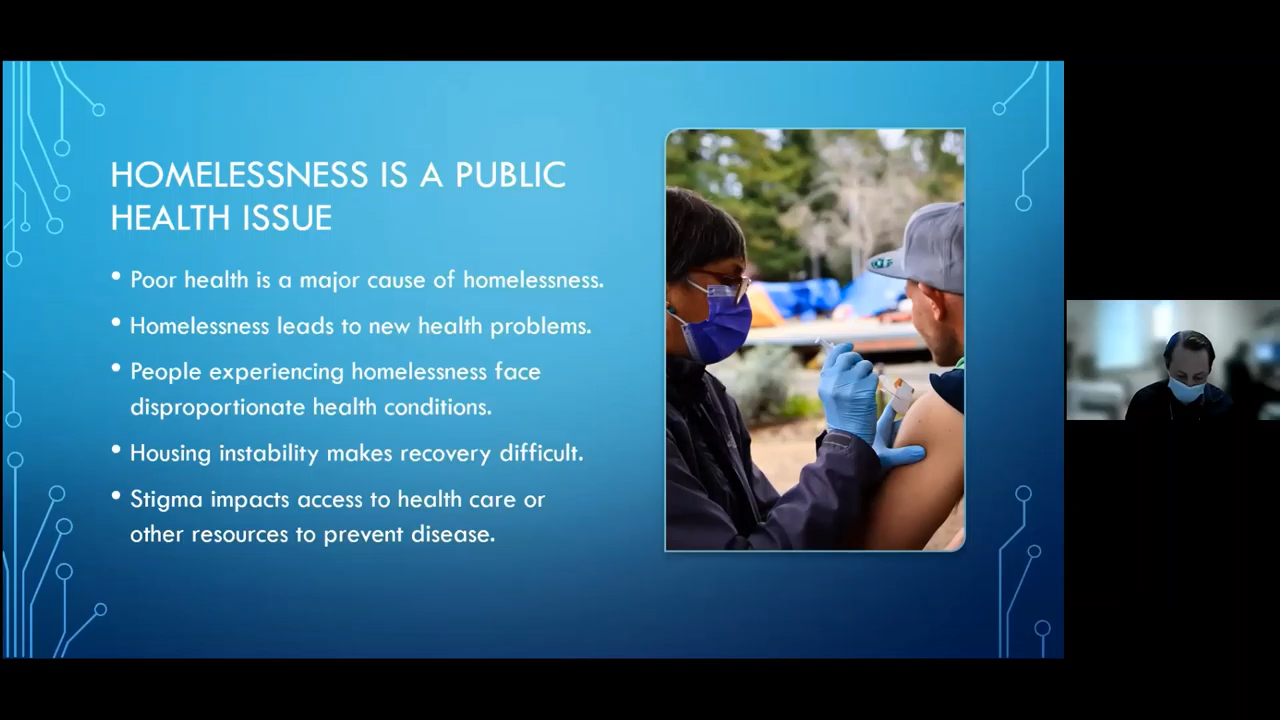 HOMELESSNESS IS A PUBLIC
HEALTH ISSUE
• Poor health is a major cause of homelessness.
• Homelessness leads to new health problems.
• People experiencing homelessness face
disproportionate health conditions.
• Housing instability makes recovery difficult.
• Stigma impacts access to health care or
other resources to prevent disease.